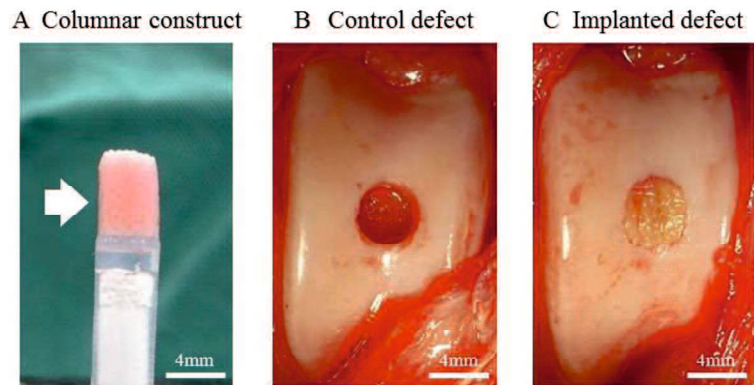 A Columnar construct
B Control defect
C Implanted defect
4mm
4mm
4mm